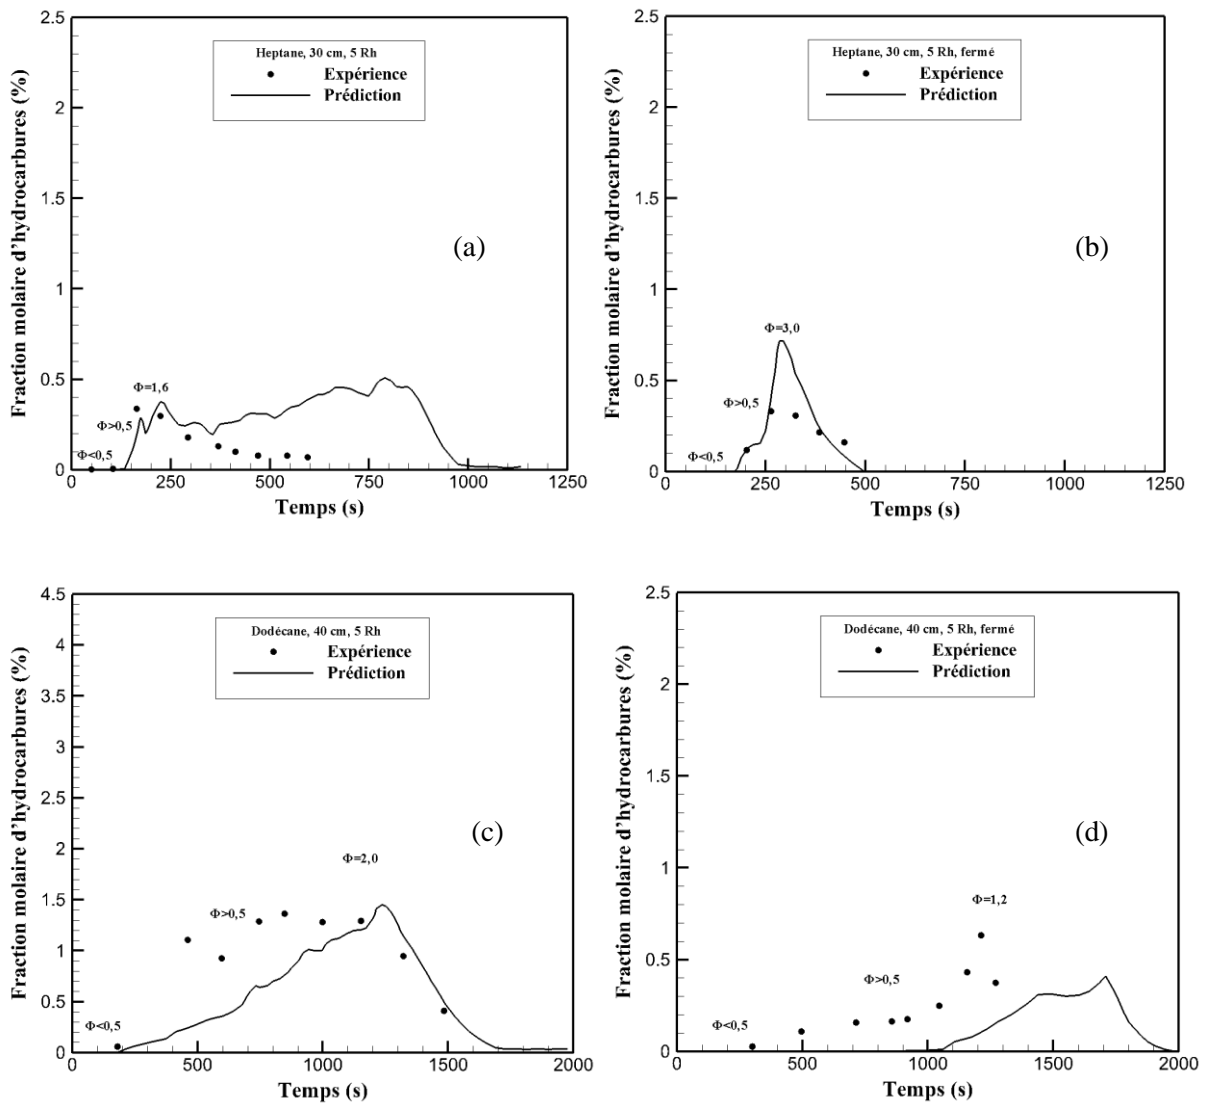 2.5
2
1.5
1
0.5
0
Fraction molaire d'hydrocarbures (%)
Heptane, 30 cm, 5 Rh
Expérience
Prédiction
(a)
Φ=1,6
Φ>0,5
Φ<0,5
0 250 500 750 1000 1250
Temps (s)
2.5
2
1.5
1
0.5
0
Fraction molaire d'hydrocarbures (%)
Heptane, 30 cm, 5 Rh, fermé
Expérience
Prédiction
(b)
Φ=3,0
Φ>0,5
Φ<0,5
0 250 500 750 1000 1250
Temps (s)
4.5
4
3.5
3
2.5
2
1.5
1
0.5
0
Fraction molaire d'hydrocarbures (%)
Dodécane, 40 cm, 5 Rh
Expérience
Prédiction
(c)
Φ=2,0
Φ>0,5
Φ<0,5
0 500 1000 1500 2000
Temps (s)
2.5
2
1.5
1
0.5
0
Fraction molaire d'hydrocarbures (%)
Dodécane, 40 cm, 5 Rh, fermé
Expérience
Prédiction
(d)
Φ=1,2
Φ>0,5
Φ<0,5
0 500 1000 1500 2000
Temps (s)